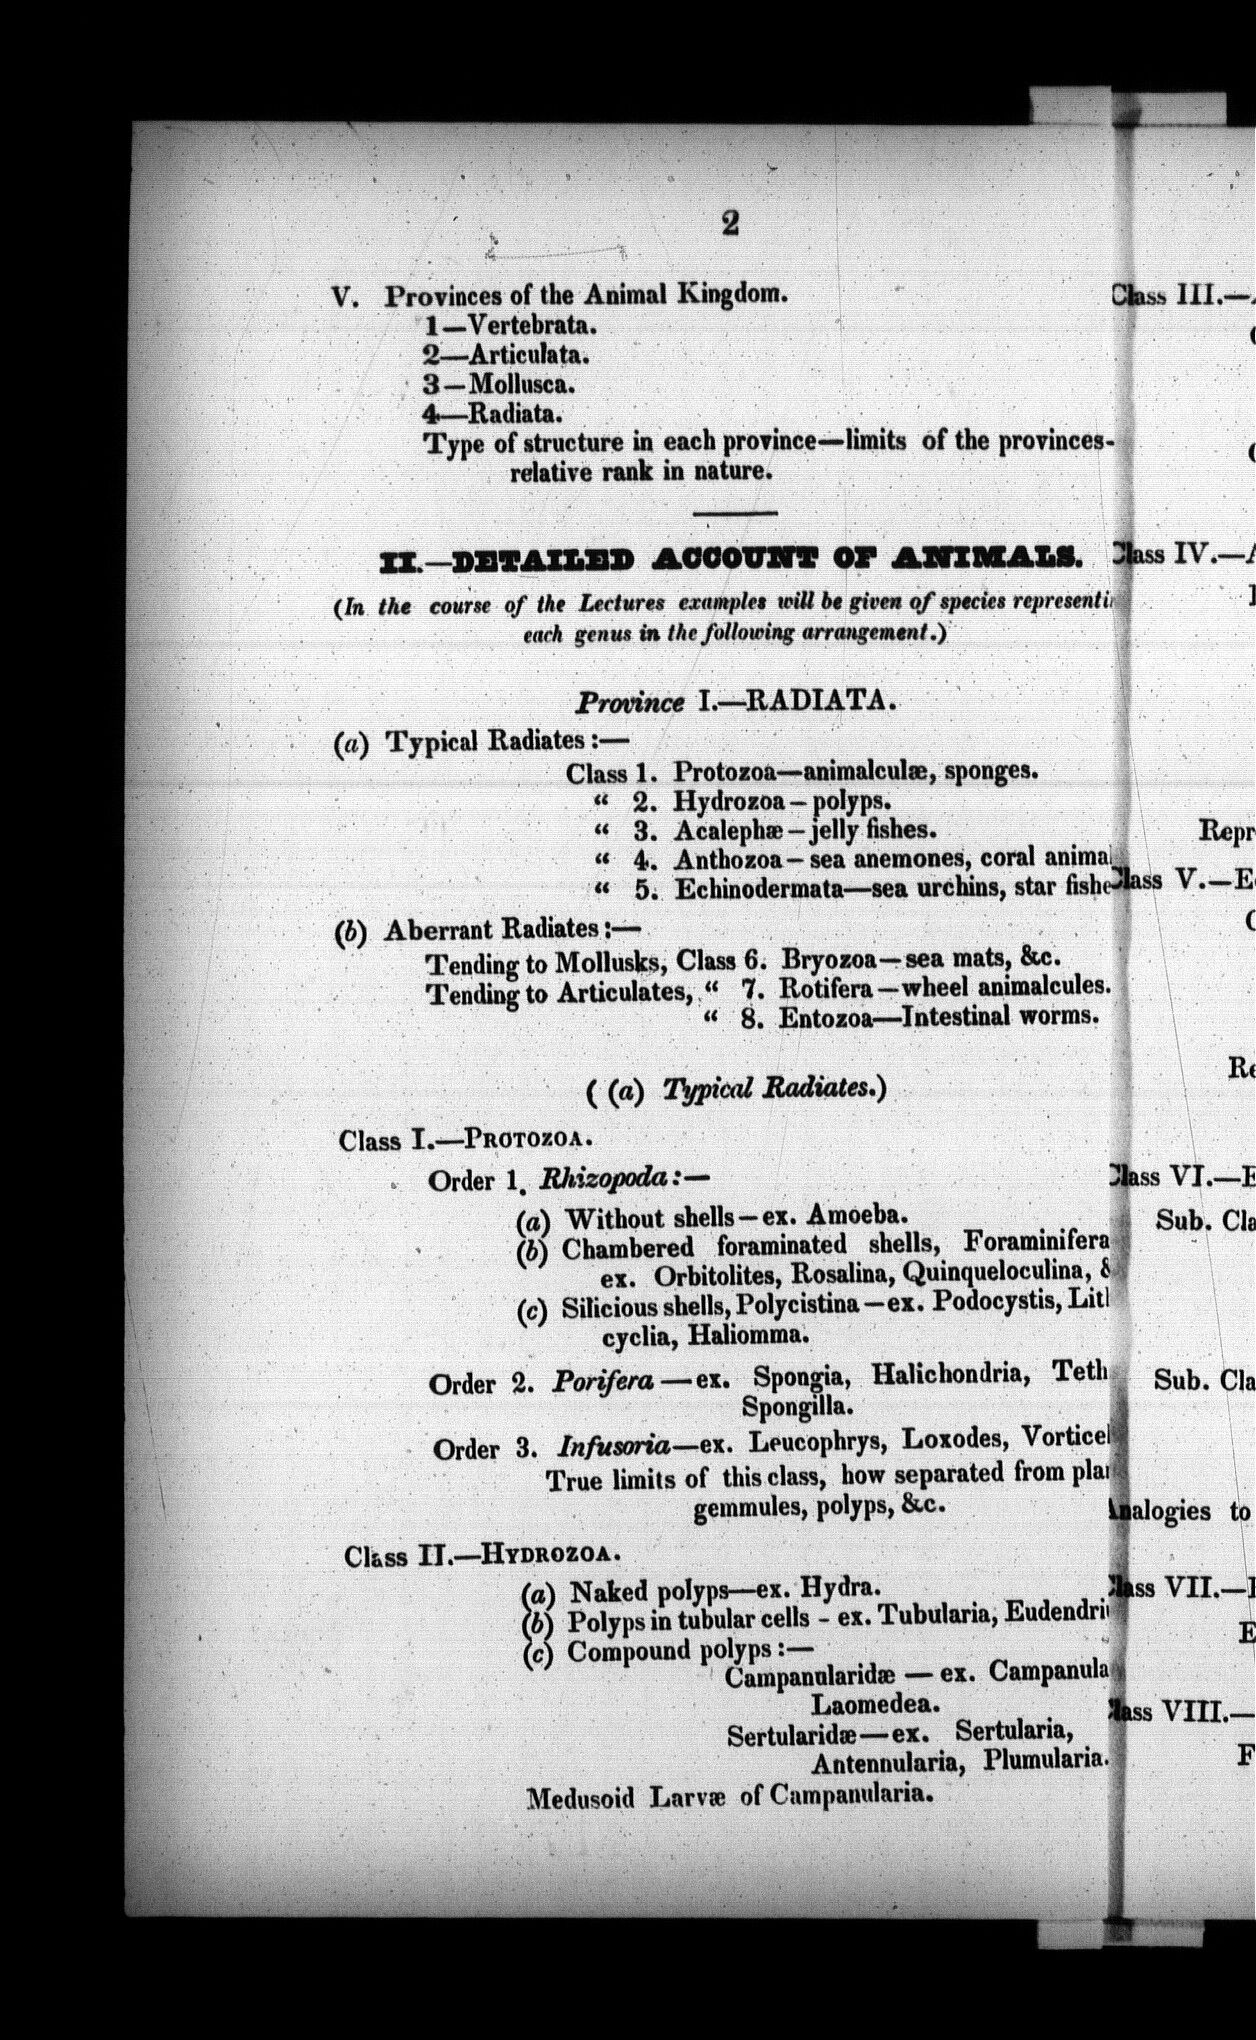 2
V. Provinces of the Animal Kingdom.
1—Vertebrata.
2—Articulata.
3—Mollusca.
4—Radiata.
Type of structure in each province—limits of the provinces-
relative rank in nature.
II.—DETAILED ACCOUNT OF ANIMALS.
(In the course of the Lectures examples will be given of species
each genus in the following arrangement.)
Province I.—RADIATA.
(a) Typical Radiates :—
Class 1. Protozoa—animalculæ, sponges.
“ 2. Hydrozoa—polyps.
“ 3. Acalephæ—jelly fishes.
“ 4. Anthozoa—sea anemones, coral
“ 5. Echinodermata—sea urchins, star
(b) Aberrant Radiates :—
Tending to Mollusks, Class 6. Bryozoa—sea mats, &c.
Tending to Articulates, “ 7. Rotifera—wheel animalcules.
“ 8. Entozoa—Intestinal worms.
( (a) Typical Radiates.)
Class I.—PROTOZOA.
Order 1. Rhizopoda :—
(a) Without shells—ex. Amoeba.
(b) Chambered foraminated shells, Foraminifera
ex. Orbitolites, Rosalina, Quinqueloculina,
(c) Silicious shells, Polycistina—ex. Podocystis,
cyclia, Haliomma.
Order 2. Porifera—ex. Spongia, Halichondria,
Spongilla.
Order 3. Infusoria—ex. Leucophrys, Loxodes,
True limits of this class, how separated from
gemmules, polyps, &c.
Class II.—HYDROZOA.
(a) Naked polyps—ex. Hydra.
(b) Polyps in tubular cells - ex. Tubularia,
(c) Compound polyps :—
Campanularidæ — ex.
Laomedea.
Sertularidæ—ex. Sertularia,
Antennularia, Plumularia.
Medusoid Larvæ of Campanularia.
Class III.—
Class IV.—
Class V.—
Class VI.—
Sub.
Sub.
Analogies to
Class VII.—
Class VIII.—